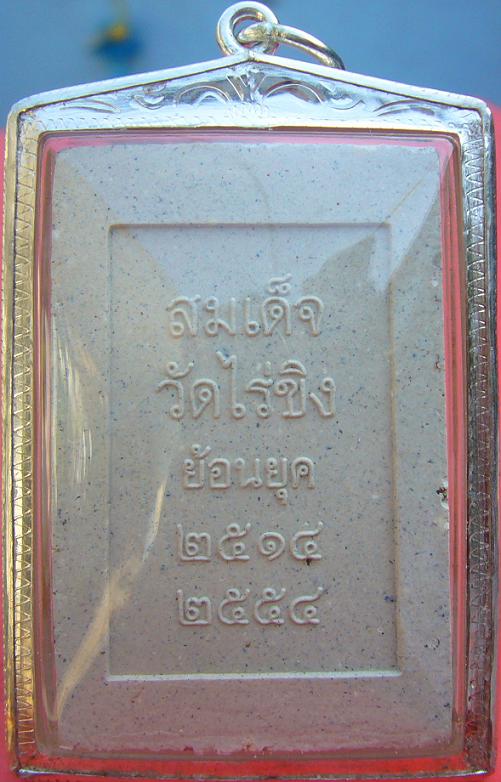 สมเด็จ
วัดไร่ขิง
ย้อนยุค
๒๕๑๔
๒๕๕๔